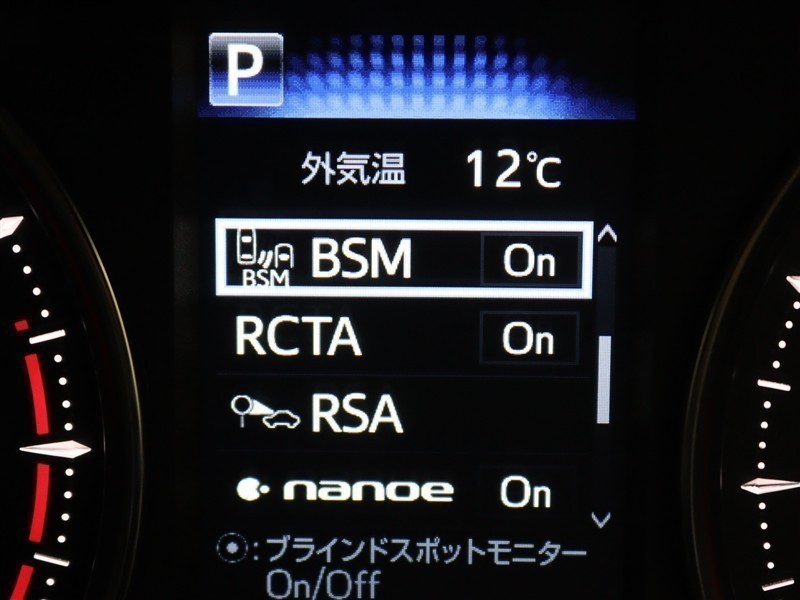 P
外気温 12℃
BSM BSM On
RCTA On
RSA
nanoe On
:ブラインドスポットモニター
On/Off